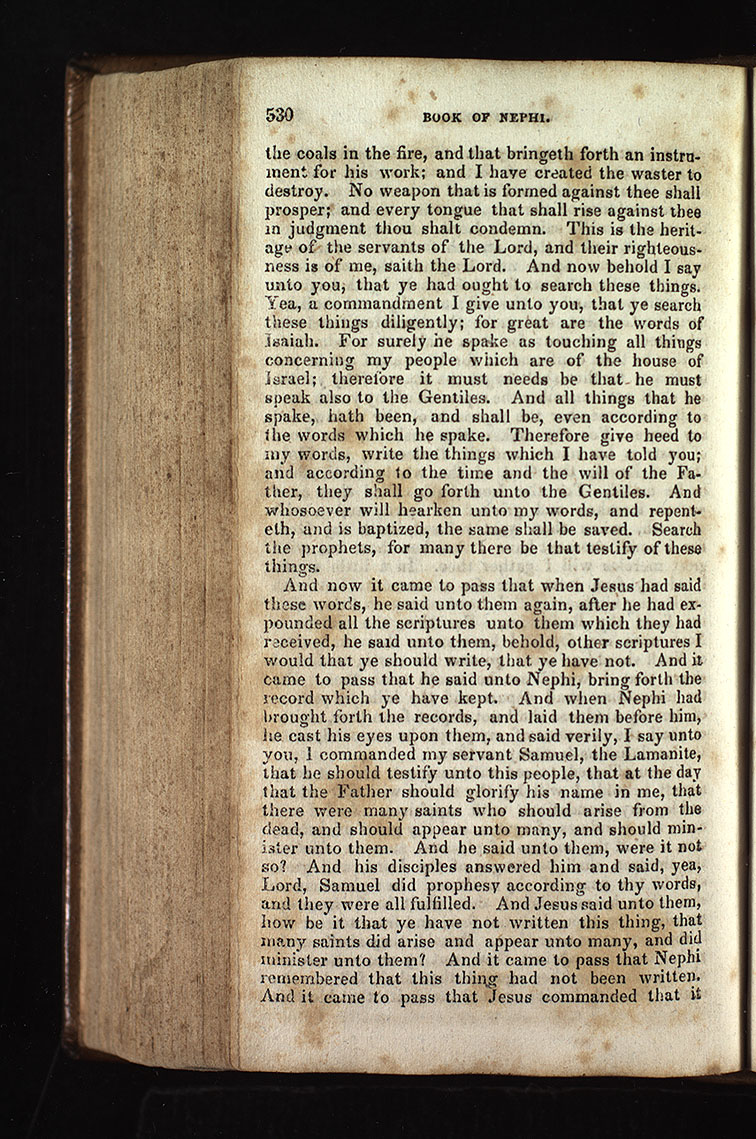 530 BOOK OF NEPHI.
the coals in the fire, and that bringeth forth an instru-
ment for his work; and I have created the waster to
destroy. No weapon that is formed against thee shall
prosper; and every tongue that shall rise against thee
in judgment thou shalt condemn. This is the herit-
age of the servants of the Lord, and their righteous-
ness is of me, saith the Lord. And now behold I say
unto you, that ye had ought to search these things.
Yea, a commandment I give unto you, that ye search
these things diligently; for great are the words of
Isaiah. For surely he spake as touching all things
concerning my people which are of the house of
Israel; therefore it must needs be that he must
speak also to the Gentiles. And all things that he
spake, hath been, and shall be, even according to
the words which he spake. Therefore give heed to
my words, write the things which I have told you;
and according to the time and the will of the Fa-
ther, they shall go forth unto the Gentiles. And
whosoever will hearken unto my words, and repent-
eth, and is baptized, the same shall be saved. Search
the prophets, for many there be that testify of these
things.
And now it came to pass that when Jesus had said
these words, he said unto them again, after he had ex-
pounded all the scriptures unto them which they had
received, he said unto them, behold, other scriptures I
would that ye should write, that ye have not. And it
came to pass that he said unto Nephi, bring forth the
record which ye have kept. And when Nephi had
brought forth the records, and laid them before him,
he cast his eyes upon them, and said verily, I say unto
you, I commanded my servant Samuel, the Lamanite,
that he should testify unto this people, that at the day
that the Father should glorify his name in me, that
there were many saints who should arise from the
dead, and should appear unto many, and should min-
ister unto them. And he said unto them, were it not
so? And his disciples answered him and said, yea,
Lord, Samuel did prophesy according to thy words,
and they were all fulfilled. And Jesus said unto them,
how be it that ye have not written this thing, that
many saints did arise and appear unto many, and did
minister unto them? And it came to pass that Nephi
remembered that this thing had not been written.
And it came to pass that Jesus commanded that it